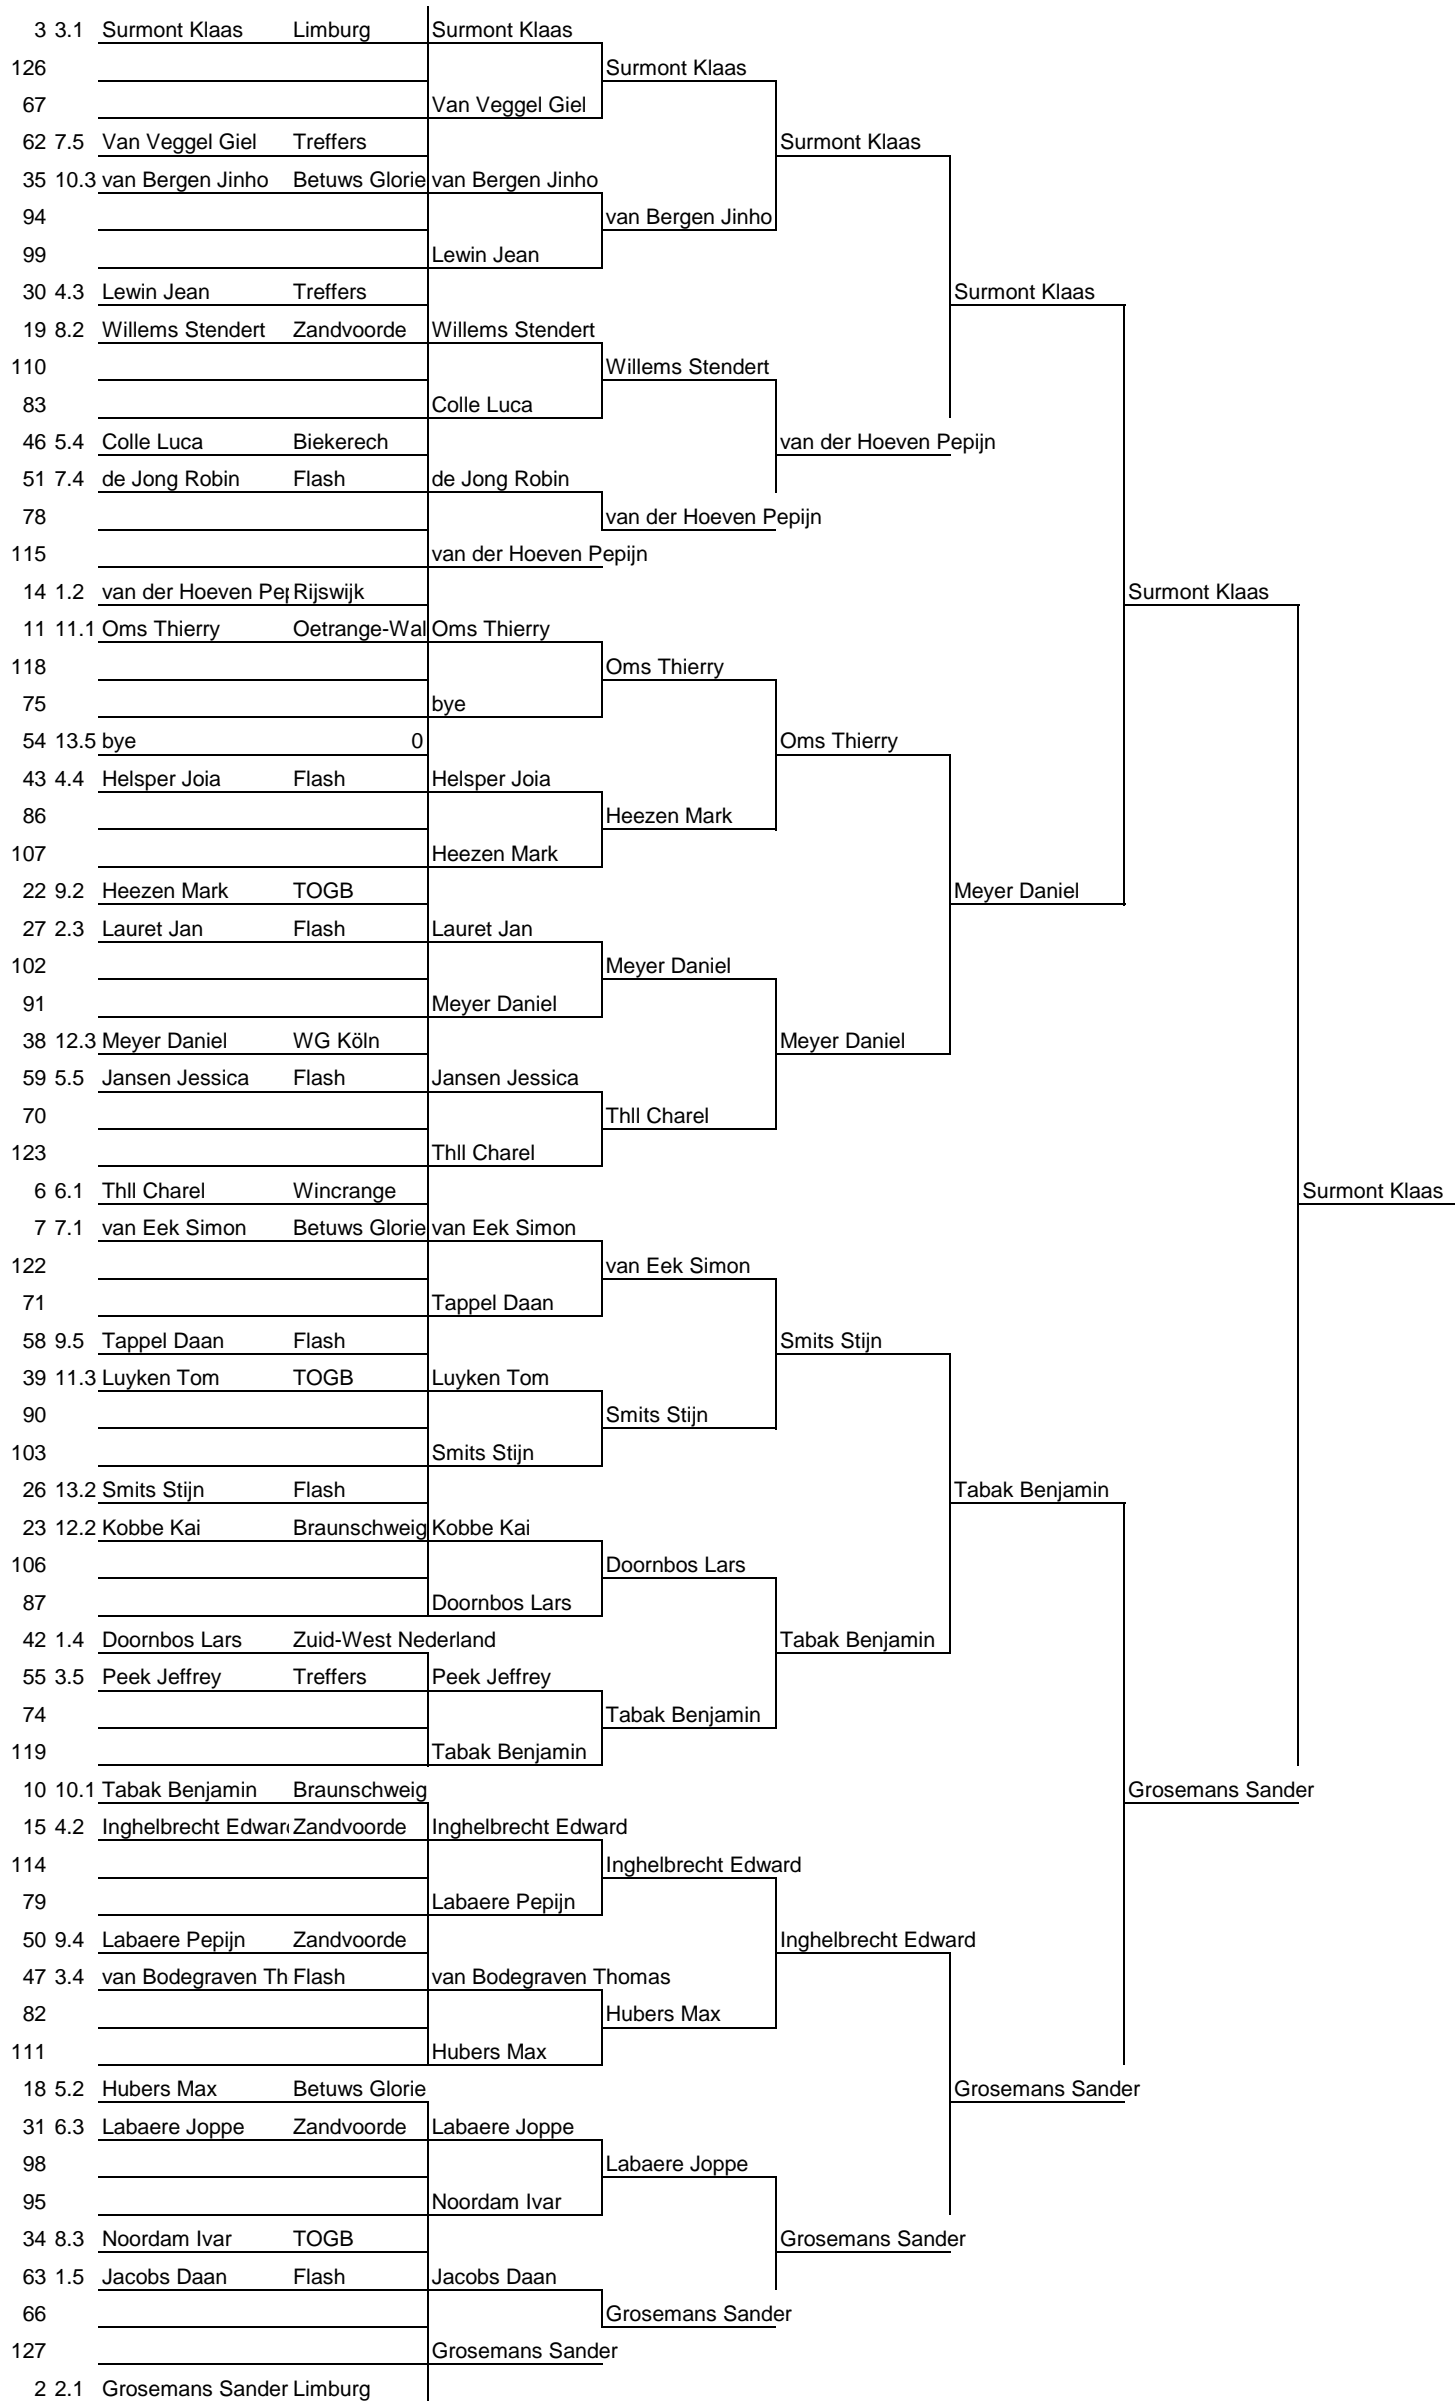 3 3.1 Surmont Klaas Limburg Surmont Klaas
126 Surmont Klaas
67 Van Veggel Giel
62 7.5 Van Veggel Giel Treffers Surmont Klaas
35 10.3 van Bergen Jinho Betuws Glorie van Bergen Jinho
94 van Bergen Jinho
99 Lewin Jean
30 4.3 Lewin Jean Treffers Surmont Klaas
19 8.2 Willems Stendert Zandvoorde Willems Stendert
110 Willems Stendert
83 Colle Luca
46 5.4 Colle Luca Biekerech van der Hoeven Pepijn
51 7.4 de Jong Robin Flash de Jong Robin
78 van der Hoeven Pepijn
115 van der Hoeven Pepijn
14 1.2 van der Hoeven Pep Rijswijk Surmont Klaas
11 11.1 Oms Thierry Oetrange-Wal Oms Thierry
118 Oms Thierry
75 bye
54 13.5 bye 0 Oms Thierry
43 4.4 Helsper Joia Flash Helsper Joia
86 Heezen Mark
107 Heezen Mark
22 9.2 Heezen Mark TOGB Meyer Daniel
27 2.3 Lauret Jan Flash Lauret Jan
102 Meyer Daniel
91 Meyer Daniel
38 12.3 Meyer Daniel WG Köln Meyer Daniel
59 5.5 Jansen Jessica Flash Jansen Jessica
70 Thll Charel
123 Thll Charel
6 6.1 Thll Charel Wincrange Surmont Klaas
7 7.1 van Eek Simon Betuws Glorie van Eek Simon
122 van Eek Simon
71 Tappel Daan
58 9.5 Tappel Daan Flash Smits Stijn
39 11.3 Luyken Tom TOGB Luyken Tom
90 Smits Stijn
103 Smits Stijn
26 13.2 Smits Stijn Flash Tabak Benjamin
23 12.2 Kobbe Kai Braunschweig Kobbe Kai
106 Doornbos Lars
87 Doornbos Lars
42 1.4 Doornbos Lars Zuid-West Nederland Tabak Benjamin
55 3.5 Peek Jeffrey Treffers Peek Jeffrey
74 Tabak Benjamin
119 Tabak Benjamin
10 10.1 Tabak Benjamin Braunschweig Grosemans Sander
15 4.2 Inghelbrecht Edward Zandvoorde Inghelbrecht Edward
114 Inghelbrecht Edward
79 Labaere Pepijn
50 9.4 Labaere Pepijn Zandvoorde Inghelbrecht Edward
47 3.4 van Bodegraven Th Flash van Bodegraven Thomas
82 Hubers Max
111 Hubers Max
18 5.2 Hubers Max Betuws Glorie Grosemans Sander
31 6.3 Labaere Joppe Zandvoorde Labaere Joppe
98 Labaere Joppe
95 Noordam Ivar
34 8.3 Noordam Ivar TOGB Grosemans Sander
63 1.5 Jacobs Daan Flash Jacobs Daan
66 Grosemans Sander
127 Grosemans Sander
2 2.1 Grosemans Sander Limburg